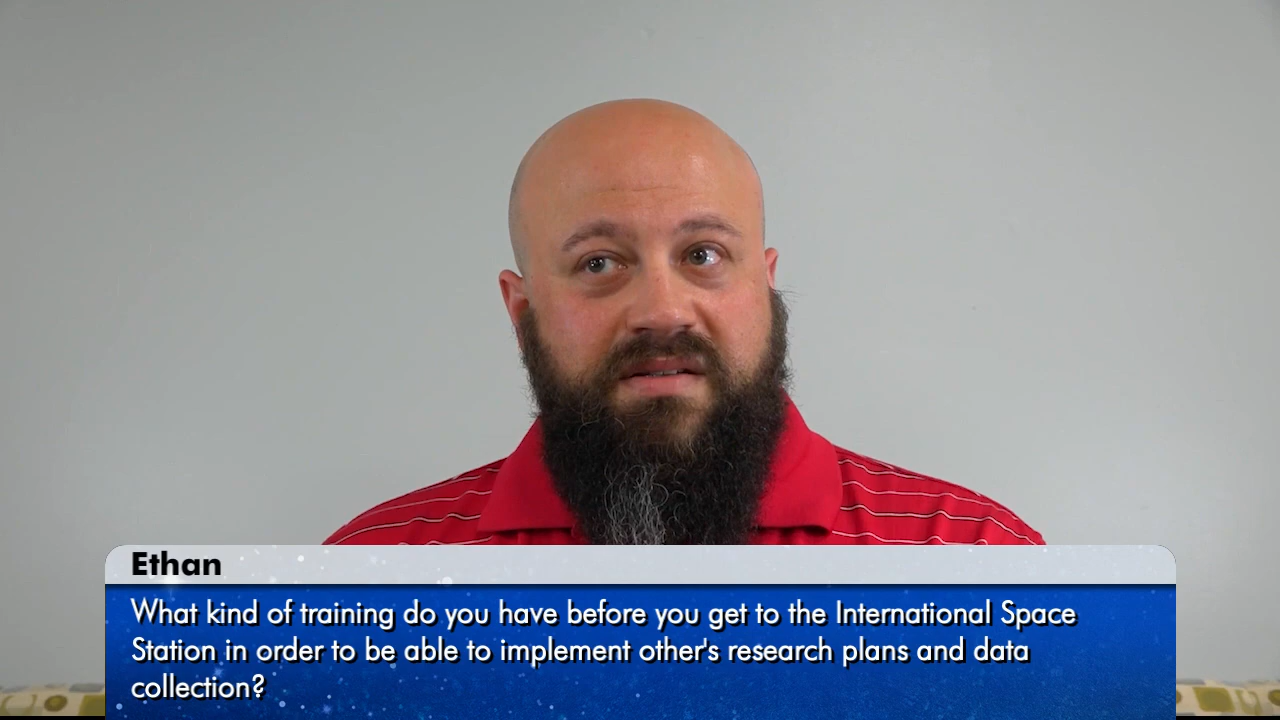 Ethan
What kind of training do you have before you get to the International Space
Station in order to be able to implement other's research plans and data
collection?